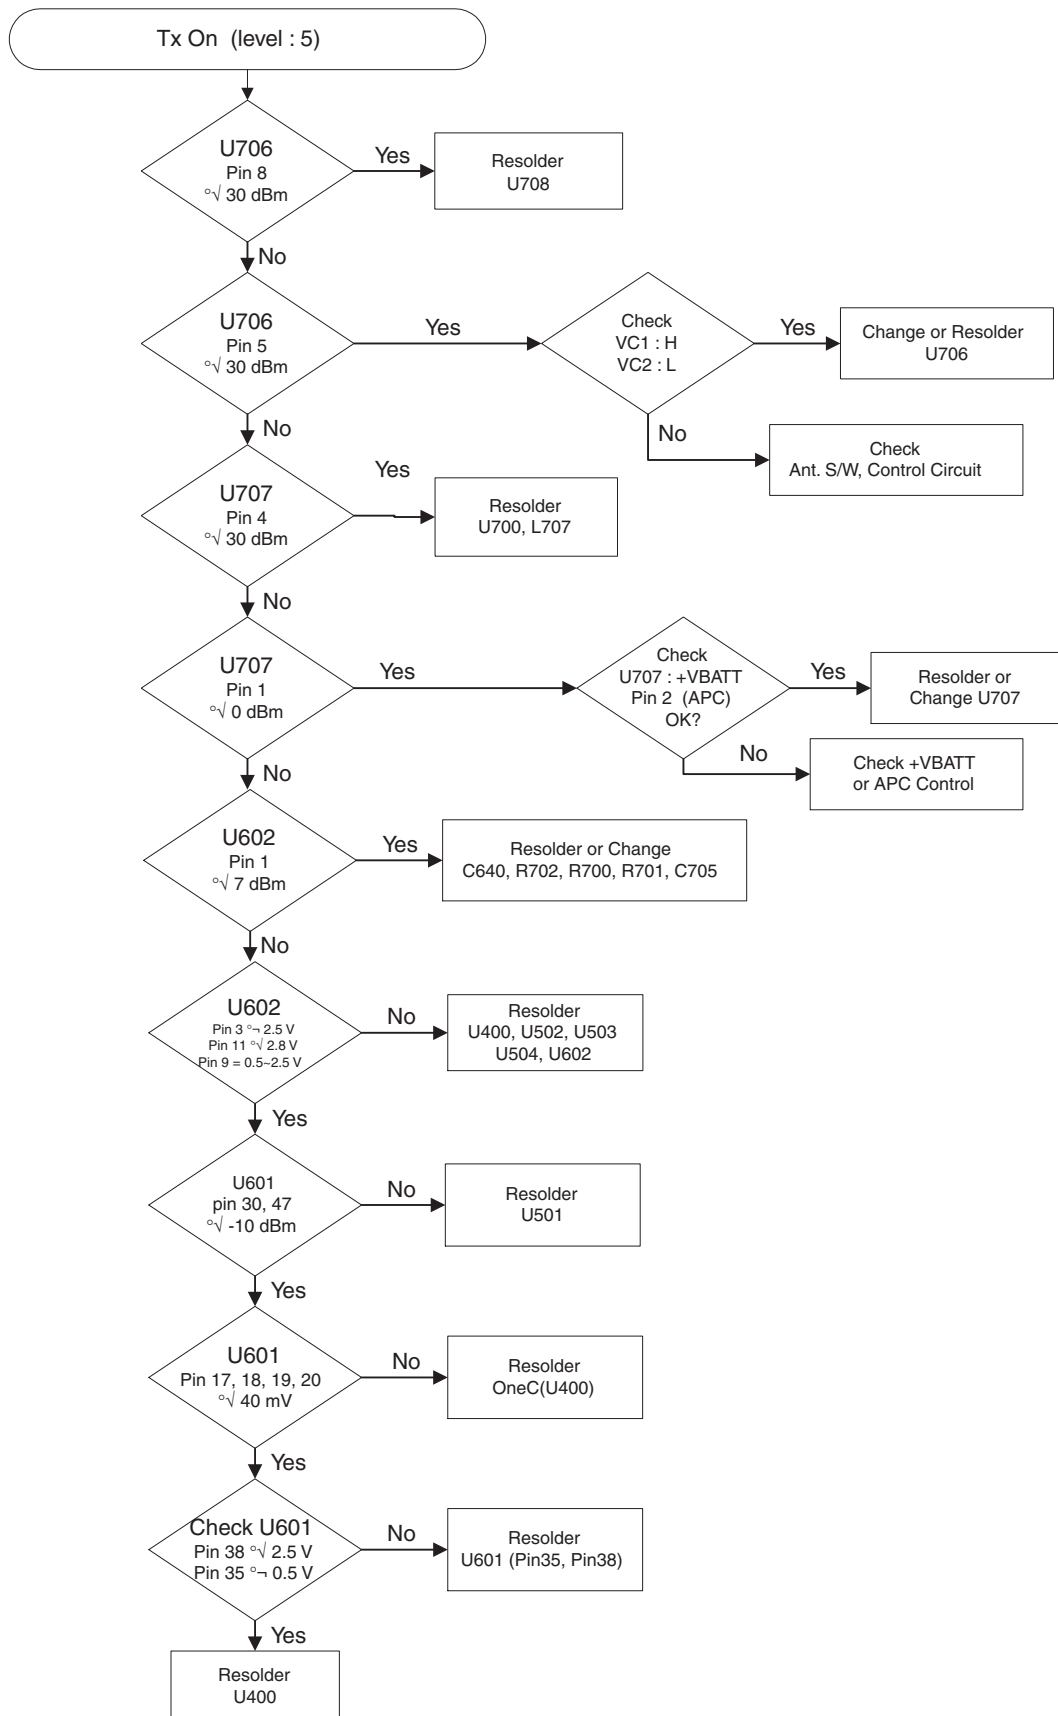 Tx On (level : 5)
U706
Pin 8
°√ 30 dBm
Yes
Resolder
U708
No
U706
Pin 5
°√ 30 dBm
Yes
Check
VC1 : H
VC2 : L
Yes
Change or Resolder
U706
No
Check
Ant. S/W, Control Circuit
No
U707
Pin 4
°√ 30 dBm
Yes
Resolder
U700, L707
No
U707
Pin 1
°√ 0 dBm
Yes
Check
U707 : +VBATT
Pin 2 (APC)
OK?
Yes
Resolder or
Change U707
No
Check +VBATT
or APC Control
No
U602
Pin 1
°√ 7 dBm
Yes
Resolder or Change
C640, R702, R700, R701, C705
No
U602
Pin 3 °¬ 2.5 V
Pin 11 °√ 2.8 V
Pin 9 = 0.5~2.5 V
No
Resolder
U400, U502, U503
U504, U602
Yes
U601
pin 30, 47
°√ -10 dBm
No
Resolder
U501
Yes
U601
Pin 17, 18, 19, 20
°√ 40 mV
No
Resolder
OneC(U400)
Yes
Check U601
Pin 38 °√ 2.5 V
Pin 35 °¬ 0.5 V
No
Resolder
U601 (Pin35, Pin38)
Yes
Resolder
U400